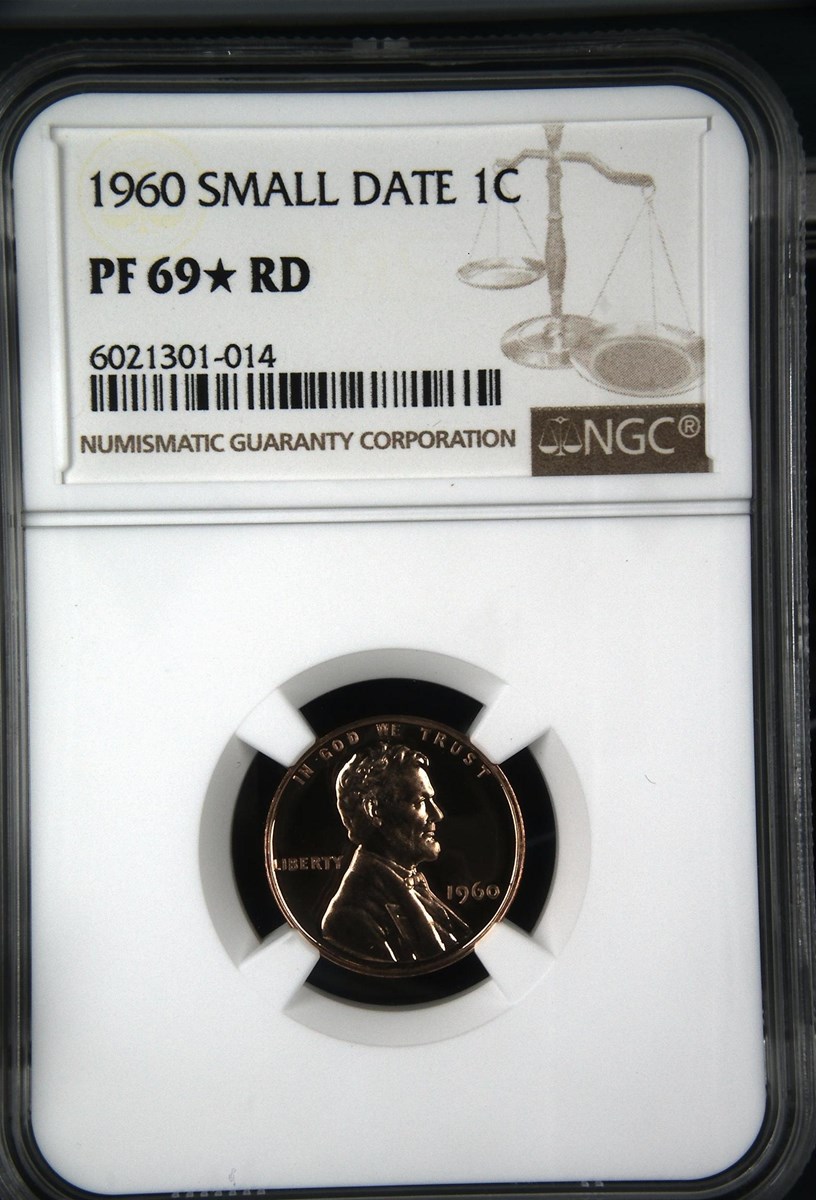 1960 SMALL DATE 1C
PF 69★ RD
6021301-014
NUMISMATIC GUARANTY CORPORATION
NGC®
IN GOD WE TRUST
LIBERTY
1960